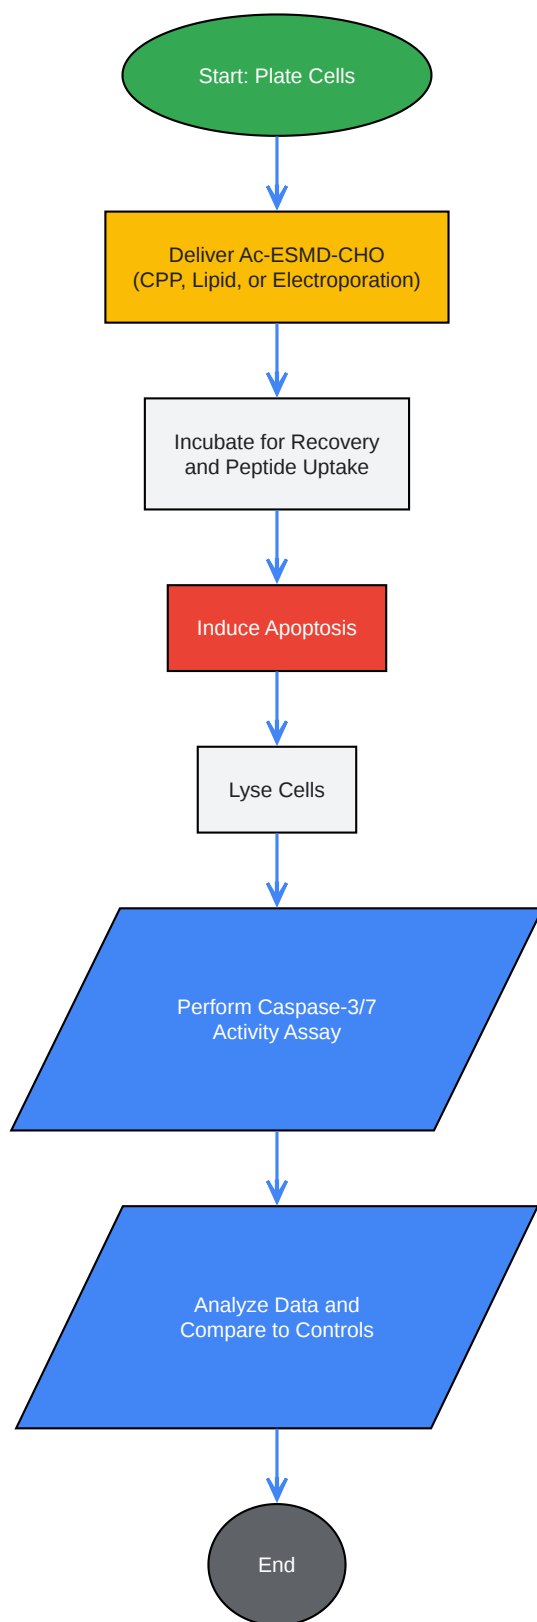 Start: Plate Cells
Deliver Ac-ESMD-CHO
(CPP, Lipid, or Electroporation)
Incubate for Recovery
and Peptide Uptake
Induce Apoptosis
Lyse Cells
Perform Caspase-3/7
Activity Assay
Analyze Data and
Compare to Controls
End